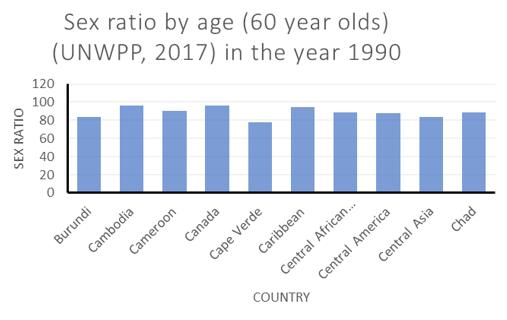 Sex ratio by age (60 year olds)
(UNWPP, 2017) in the year 1990
120
100
80
60
40
20
0
SEX RATIO
Burundi
Cambodia
Cameroon
Canada
Cape Verde
Caribbean
Central African...
Central America
Central Asia
Chad
COUNTRY